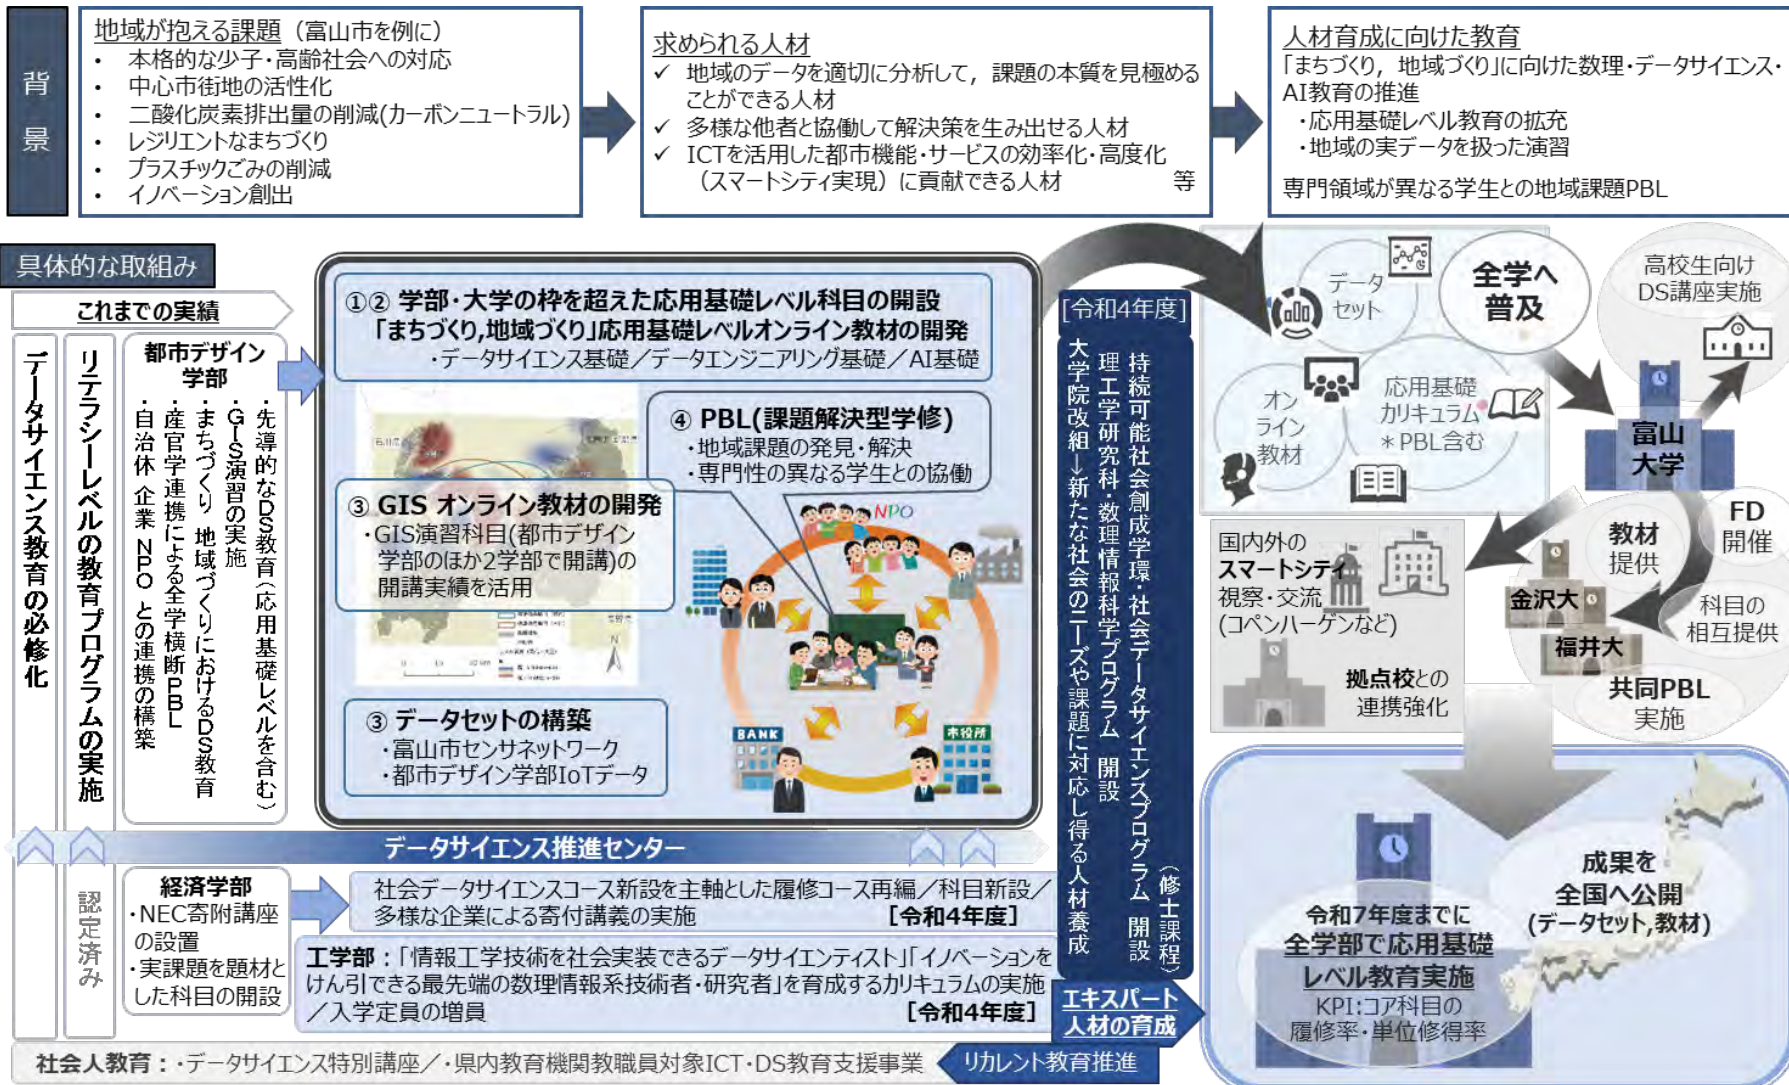 背景
地域が抱える課題（富山市を例に）
• 本格的な少子・高齢社会への対応
• 中心市街地の活性化
• 二酸化炭素排出量の削減(カーボンニュートラル)
• レジリエントなまちづくり
• プラスチックごみの削減
• イノベーション創出
求められる人材
✓ 地域のデータを適切に分析して，課題の本質を見極める
ことができる人材
✓ 多様な他者と協働して解決策を生み出せる人材
✓ ICTを活用した都市機能・サービスの効率化・高度化
（スマートシティ実現）に貢献できる人材 等
人材育成に向けた教育
「まちづくり，地域づくり」に向けた数理・データサイエンス・
AI教育の推進
・応用基礎レベル教育の拡充
・地域の実データを扱った演習
専門領域が異なる学生との地域課題PBL
具体的な取組み
これまでの実績
データサイエンス教育の必修化
リテラシーレベルの教育プログラムの実施
認定済み
都市デザイン
学部
・先導的なDS教育（応用基礎レベルを含む）
・GIS演習の実施
・まちづくり 地域づくりにおけるDS教育
・産官学連携による全学横断PBL
・自治体 企業 NPO との連携の構築
①② 学部・大学の枠を超えた応用基礎レベル科目の開設
「まちづくり,地域づくり」応用基礎レベルオンライン教材の開発
・データサイエンス基礎／データエンジニアリング基礎／AI基礎
④ PBL(課題解決型学修)
・地域課題の発見・解決
・専門性の異なる学生との協働
③ GIS オンライン教材の開発
・GIS演習科目(都市デザイン
学部のほか2学部で開講)の
開講実績を活用
NPO
BANK
市役所
N
③ データセットの構築
・富山市センサネットワーク
・都市デザイン学部IoTデータ
データサイエンス推進センター
経済学部
・NEC寄附講座
の設置
・実課題を題材と
した科目の開設
社会データサイエンスコース新設を主軸とした履修コース再編／科目新設／
多様な企業による寄付講義の実施 [令和4年度]
工学部：「情報工学技術を社会実装できるデータサイエンティスト」「イノベーションを
けん引できる最先端の数理情報系技術者・研究者」を育成するカリキュラムの実施
／入学定員の増員 [令和4年度]
社会人教育：・データサイエンス特別講座／・県内教育機関教職員対象ICT・DS教育支援事業
リカレント教育推進
[令和4年度]
持続可能社会創成学環・社会データサイエンスプログラム 開設
理工学研究科・数理情報科学プログラム 開設
（修士課程）
大学院改組→新たな社会のニーズや課題に対応し得る人材養成
エキスパート
人材の育成
データ
セット
オン
ライン
教材
応用基礎
カリキュラム
＊PBL含む
全学へ
普及
高校生向け
DS講座実施
富山
大学
国内外の
スマートシティ
視察・交流
(コペンハーゲンなど)
拠点校との
連携強化
教材
提供
FD
開催
金沢大
福井大
科目の
相互提供
共同PBL
実施
成果を
全国へ公開
(データセット,教材)
令和7年度までに
全学部で応用基礎
レベル教育実施
KPI:コア科目の
履修率・単位修得率